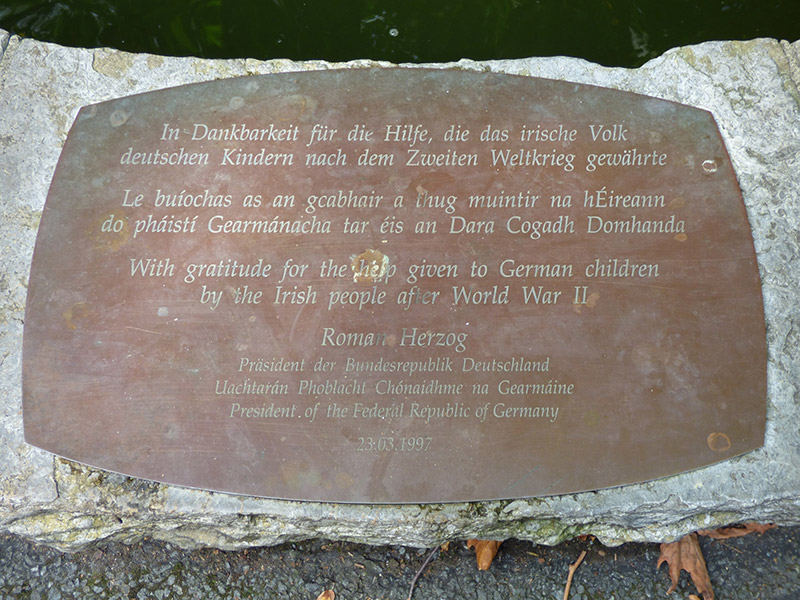 In Dankbarkeit für die Hilfe, die das irische Volk
deutschen Kindern nach dem Zweiten Weltkrieg gewährte
Le buíochas as an gcabhair a thug muintir na hÉireann
do pháistí Gearmánacha tar éis an Dara Cogadh Domhanda
With gratitude for the help given to German children
by the Irish people after World War II
Roman Herzog
Präsident der Bundesrepublik Deutschland
Uachtarán Phoblacht Chónaidhme na Gearmáine
President of the Federal Republic of Germany
23.03.1997